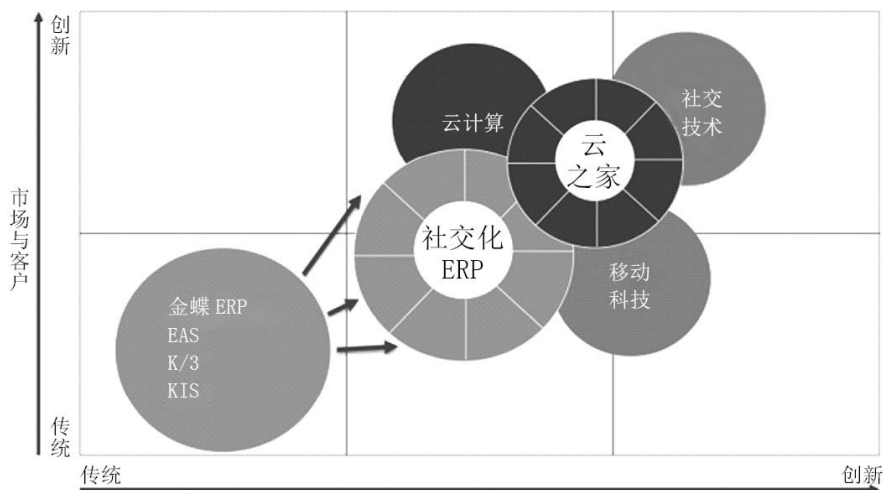 创新
市场与客户
传统
云计算
社交
技术
云
之家
社交化
ERP
移动
科技
金蝶 ERP
EAS
K/3
KIS
传统
创新